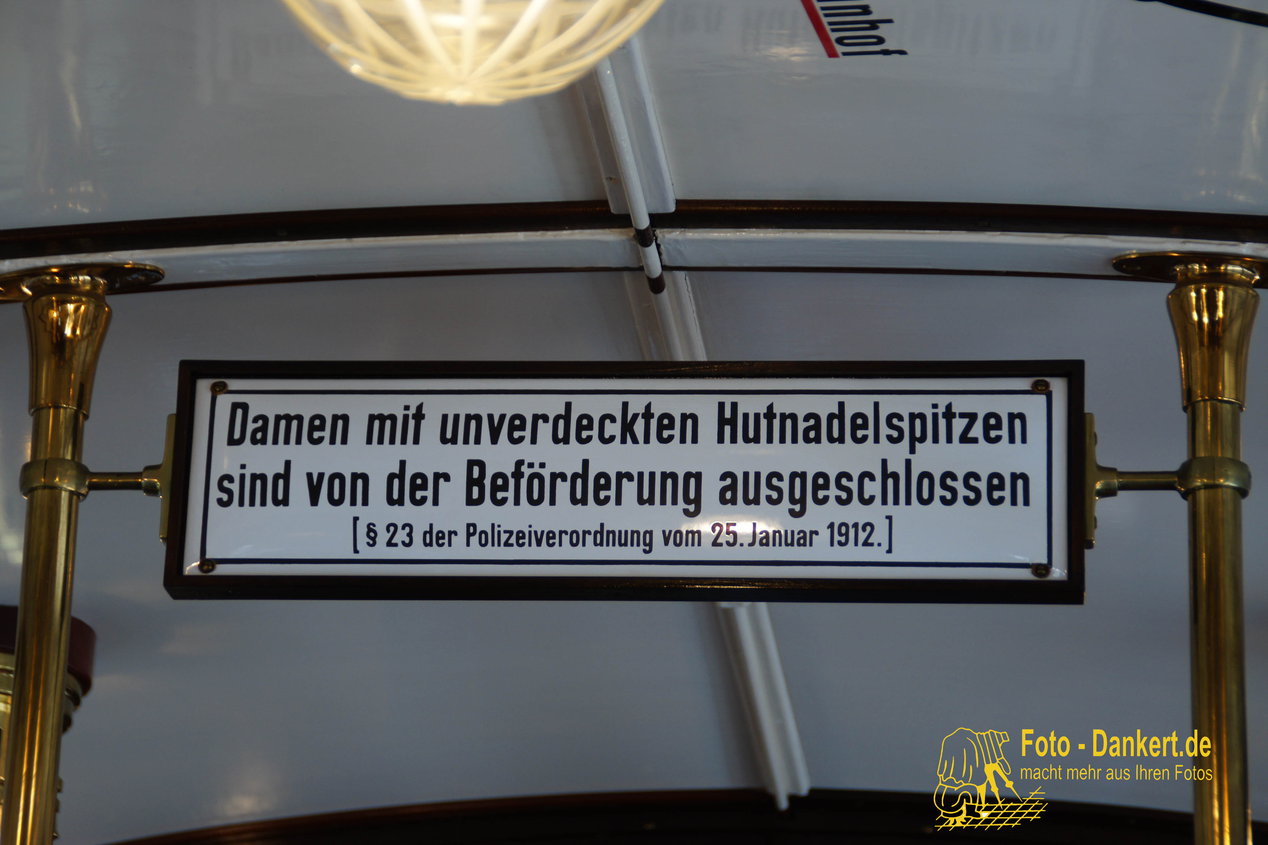 Damen mit unverdeckten Hutnadelspitzen
sind von der Beförderung ausgeschlossen
[§ 23 der Polizeiverordnung vom 25. Januar 1912.]
Foto - Dankert.de
macht mehr aus Ihren Fotos